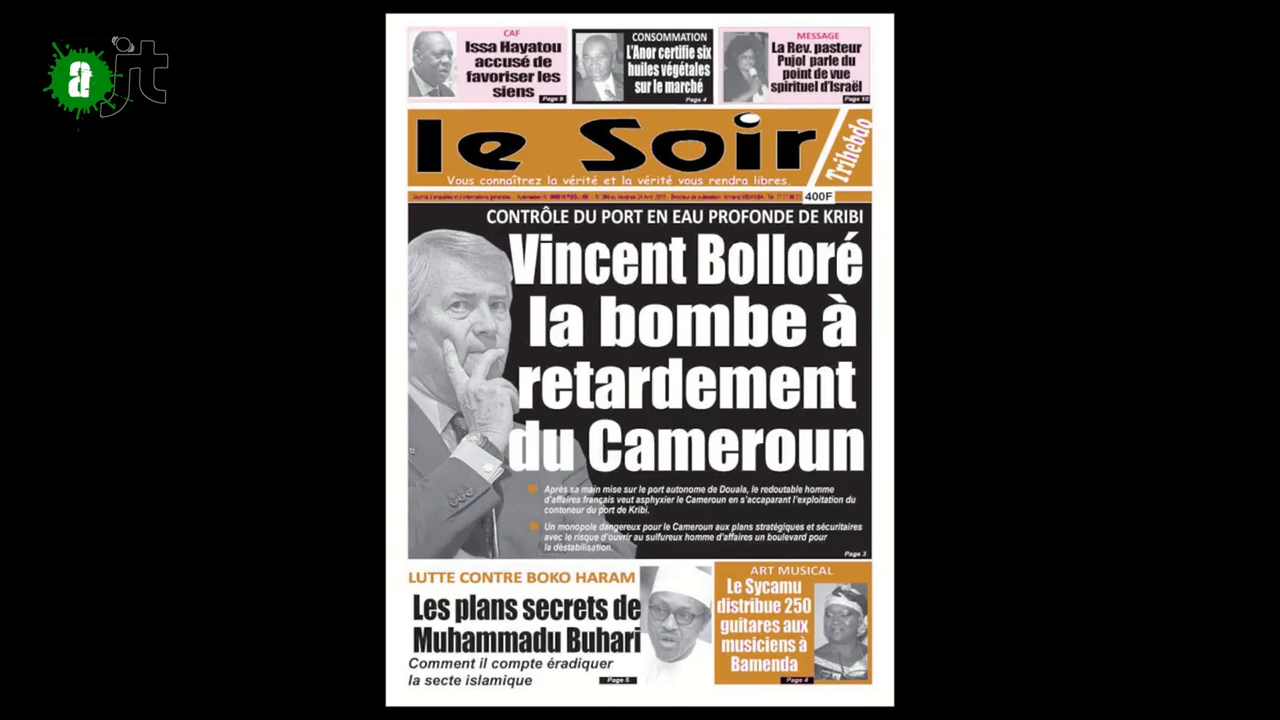 a jt
CAF
Issa Hayatou
accusé de
favoriser les
siens
Page 9
CONSOMMATION
L'Anor certifie six
huiles végétales
sur le marché
Page 4
MESSAGE
La Rev. pasteur
Pujol parle du
point de vue
spirituel d'Israël
Page 10
le Soir
Trihebdo
Vous connaîtrez la vérité et la vérité vous rendra libres.
400F
CONTRÔLE DU PORT EN EAU PROFONDE DE KRIBI
Vincent Bolloré
la bombe à
retardement
du Cameroun
Après sa main mise sur le port autonome de Douala, le redoutable homme
d'affaires français veut asphyxier le Cameroun en s'accaparant l'exploitation du
conteneur du port de Kribi.
Un monopole dangereux pour le Cameroun aux plans stratégiques et sécuritaires
avec le risque d'ouvrir au sulfureux homme d'affaires un boulevard pour
la déstabilisation.
Page 3
LUTTE CONTRE BOKO HARAM
Les plans secrets de
Muhammadu Buhari
Comment il compte éradiquer
la secte islamique
Page 5
ART MUSICAL
Le Sycamu
distribue 250
guitares aux
musiciens à
Bamenda
Page 4